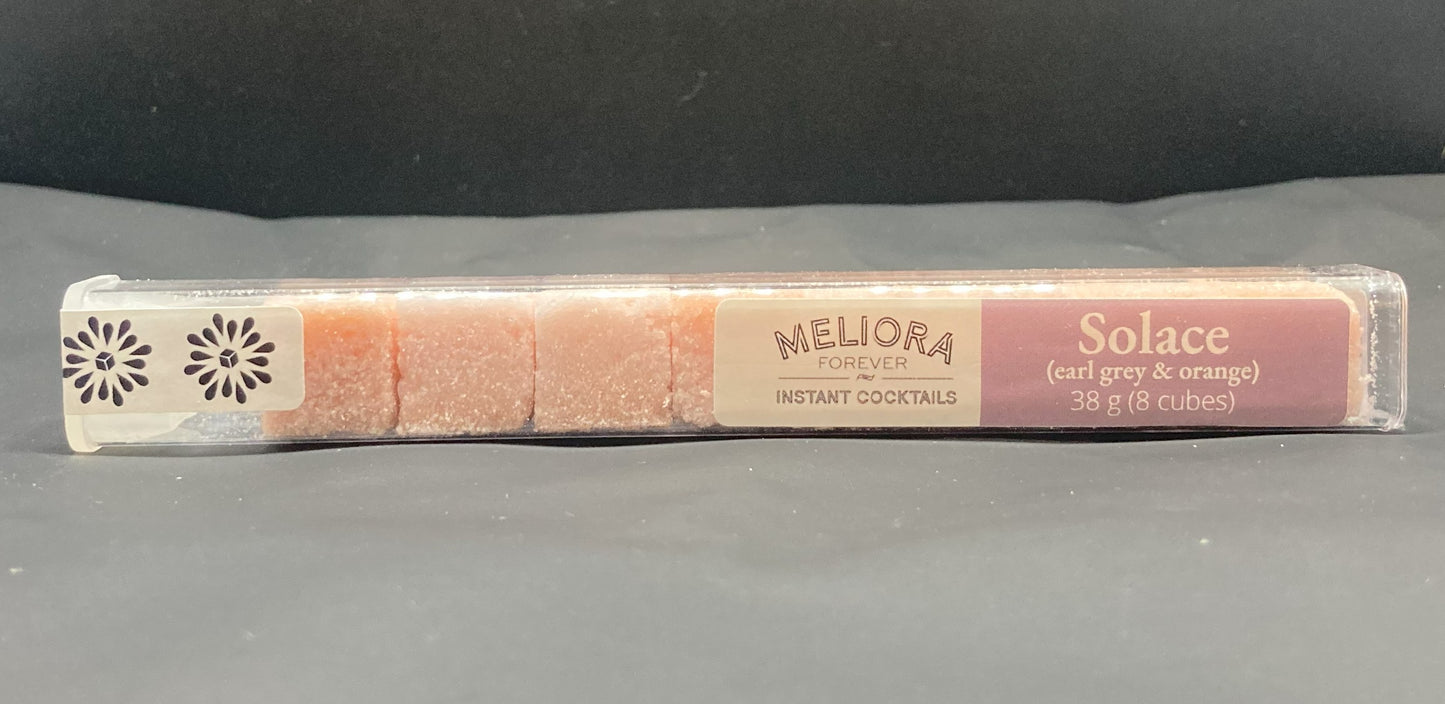 MELIORA
FOREVER
INSTANT COCKTAILS
Solace
(earl grey & orange)
38 g (8 cubes)